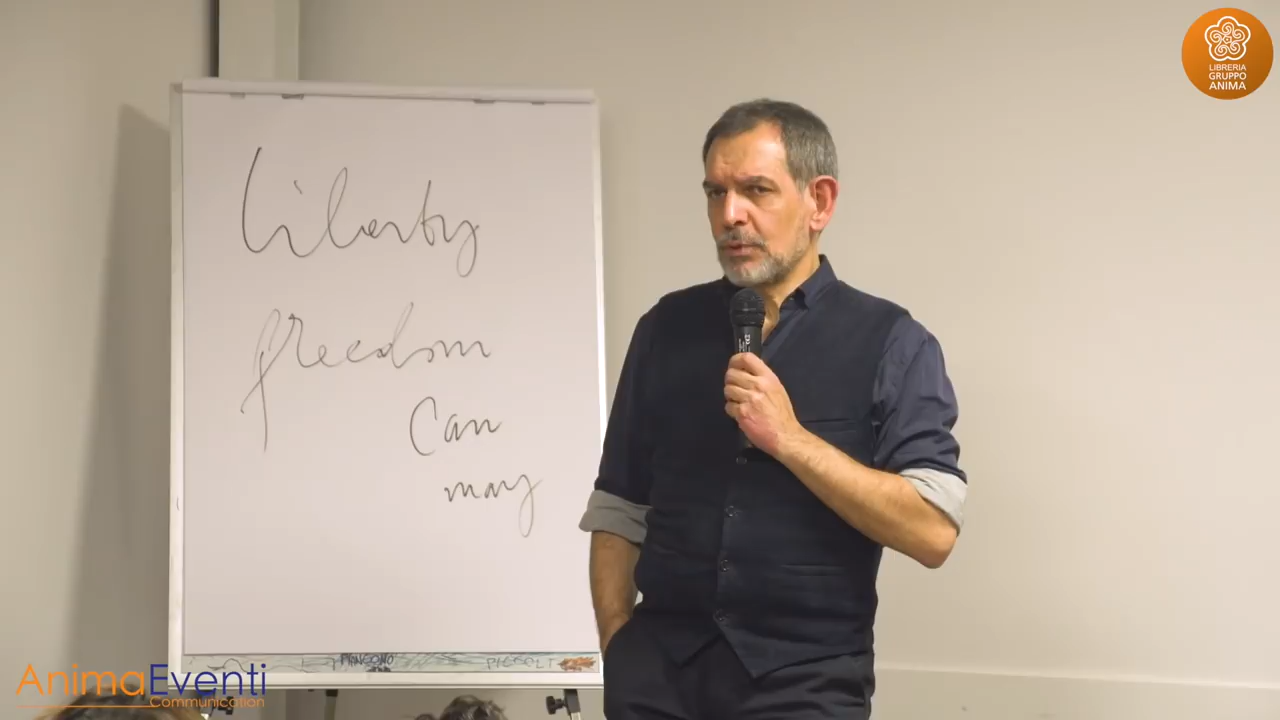 LIBRERIA
GRUPPO
ANIMA
Liberty
freedom
can
may
AnimaEventi
Communication